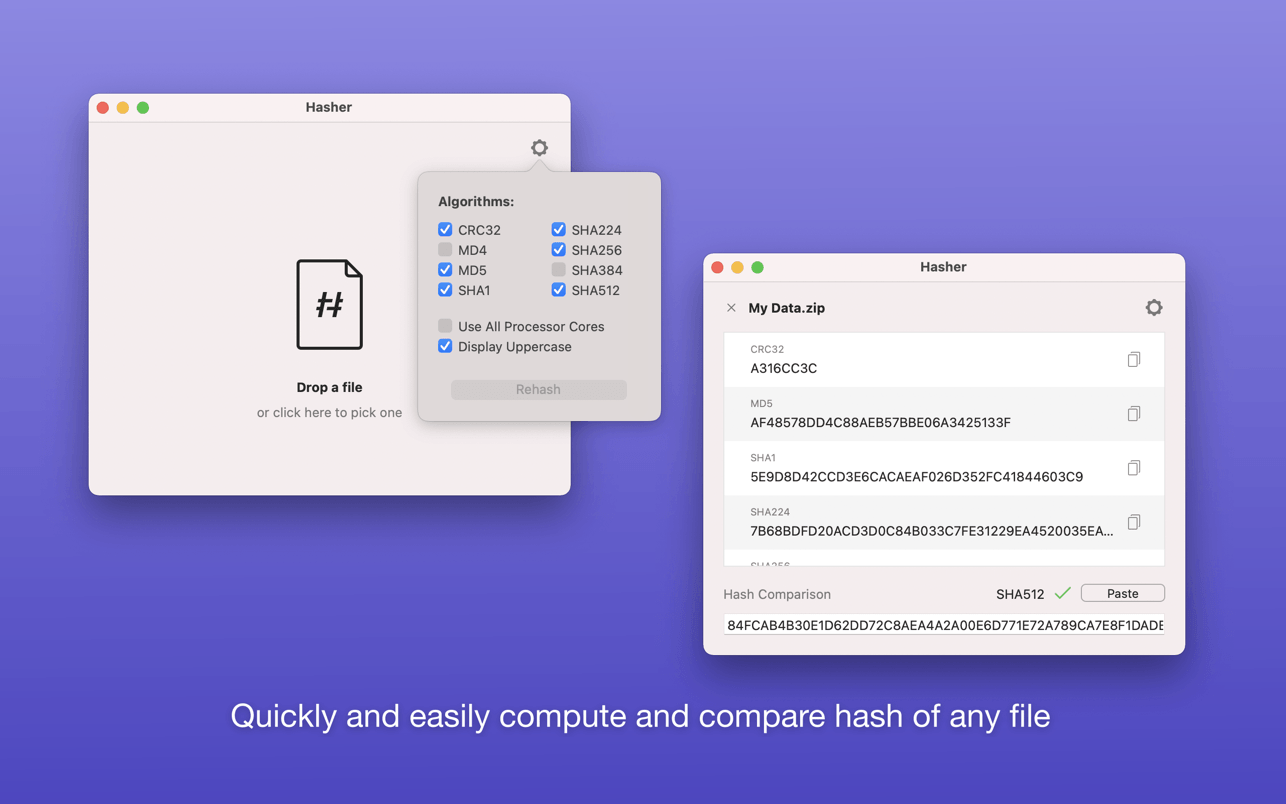 Hasher
Algorithms:
CRC32 SHA224
MD4 SHA256
MD5 SHA384
SHA1 SHA512
Use All Processor Cores
Display Uppercase
Rehash
#
Drop a file
or click here to pick one
Hasher
My Data.zip
CRC32
A316CC3C
MD5
AF48578DD4C88AEB57BBE06A3425133F
SHA1
5E9D8D42CCD3E6CACAEAF026D352FC41844603C9
SHA224
7B68BDFD20ACD3D0C84B033C7FE31229EA4520035EA...
SHA256
Hash Comparison SHA512 Paste
84FCAB4B30E1D62DD72C8AEA4A2A00E6D771E72A789CA7E8F1DADE
Quickly and easily compute and compare hash of any file